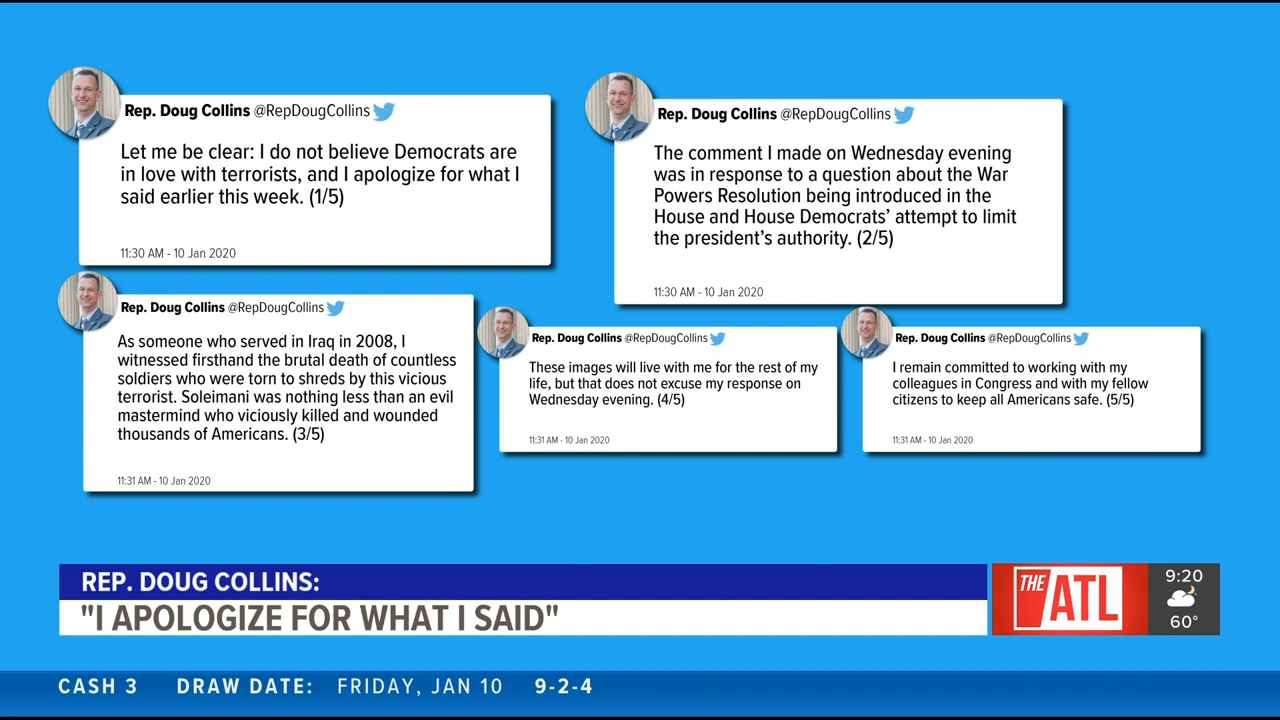 Rep. Doug Collins @RepDougCollins
Let me be clear: I do not believe Democrats are
in love with terrorists, and I apologize for what I
said earlier this week. (1/5)
11:30 AM - 10 Jan 2020
Rep. Doug Collins @RepDougCollins
The comment I made on Wednesday evening
was in response to a question about the War
Powers Resolution being introduced in the
House and House Democrats’ attempt to limit
the president’s authority. (2/5)
11:30 AM - 10 Jan 2020
Rep. Doug Collins @RepDougCollins
As someone who served in Iraq in 2008, I
witnessed firsthand the brutal death of countless
soldiers who were torn to shreds by this vicious
terrorist. Soleimani was nothing less than an evil
mastermind who viciously killed and wounded
thousands of Americans. (3/5)
11:31 AM - 10 Jan 2020
Rep. Doug Collins @RepDougCollins
These images will live with me for the rest of my
life, but that does not excuse my response on
Wednesday evening. (4/5)
11:31 AM - 10 Jan 2020
Rep. Doug Collins @RepDougCollins
I remain committed to working with my
colleagues in Congress and with my fellow
citizens to keep all Americans safe. (5/5)
11:31 AM - 10 Jan 2020
REP. DOUG COLLINS:
"I APOLOGIZE FOR WHAT I SAID"
THE ATL
9:20
60°
CASH 3 DRAW DATE: FRIDAY, JAN 10 9-2-4